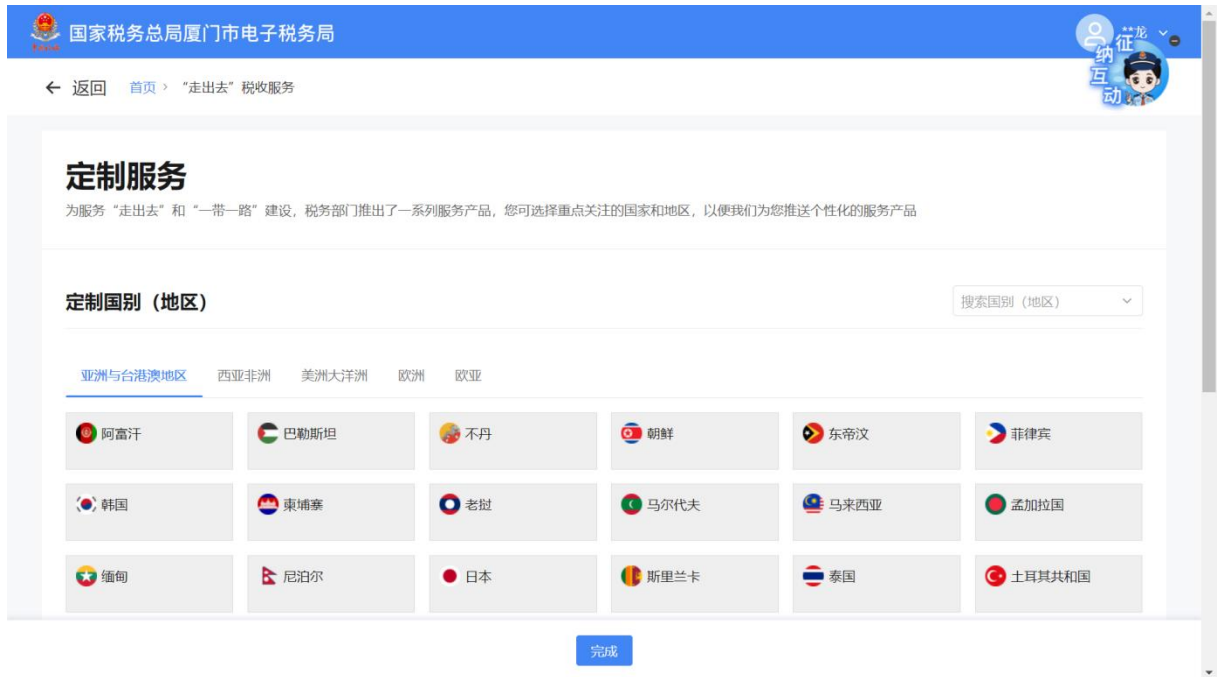 国家税务总局厦门市电子税务局
**龙
征
纳
互
动
← 返回 首页 > “走出去”税收服务
定制服务
为服务“走出去”和“一带一路”建设，税务部门推出了一系列服务产品，您可选择重点关注的国家和地区，以便我们为您推送个性化的服务产品
定制国别（地区）
搜索国别（地区）
亚洲与台港澳地区 西亚非洲 美洲大洋洲 欧洲 欧亚
阿富汗 巴勒斯坦 不丹 朝鲜 东帝汶 菲律宾
韩国 柬埔寨 老挝 马尔代夫 马来西亚 孟加拉国
缅甸 尼泊尔 日本 斯里兰卡 泰国 土耳其共和国
完成